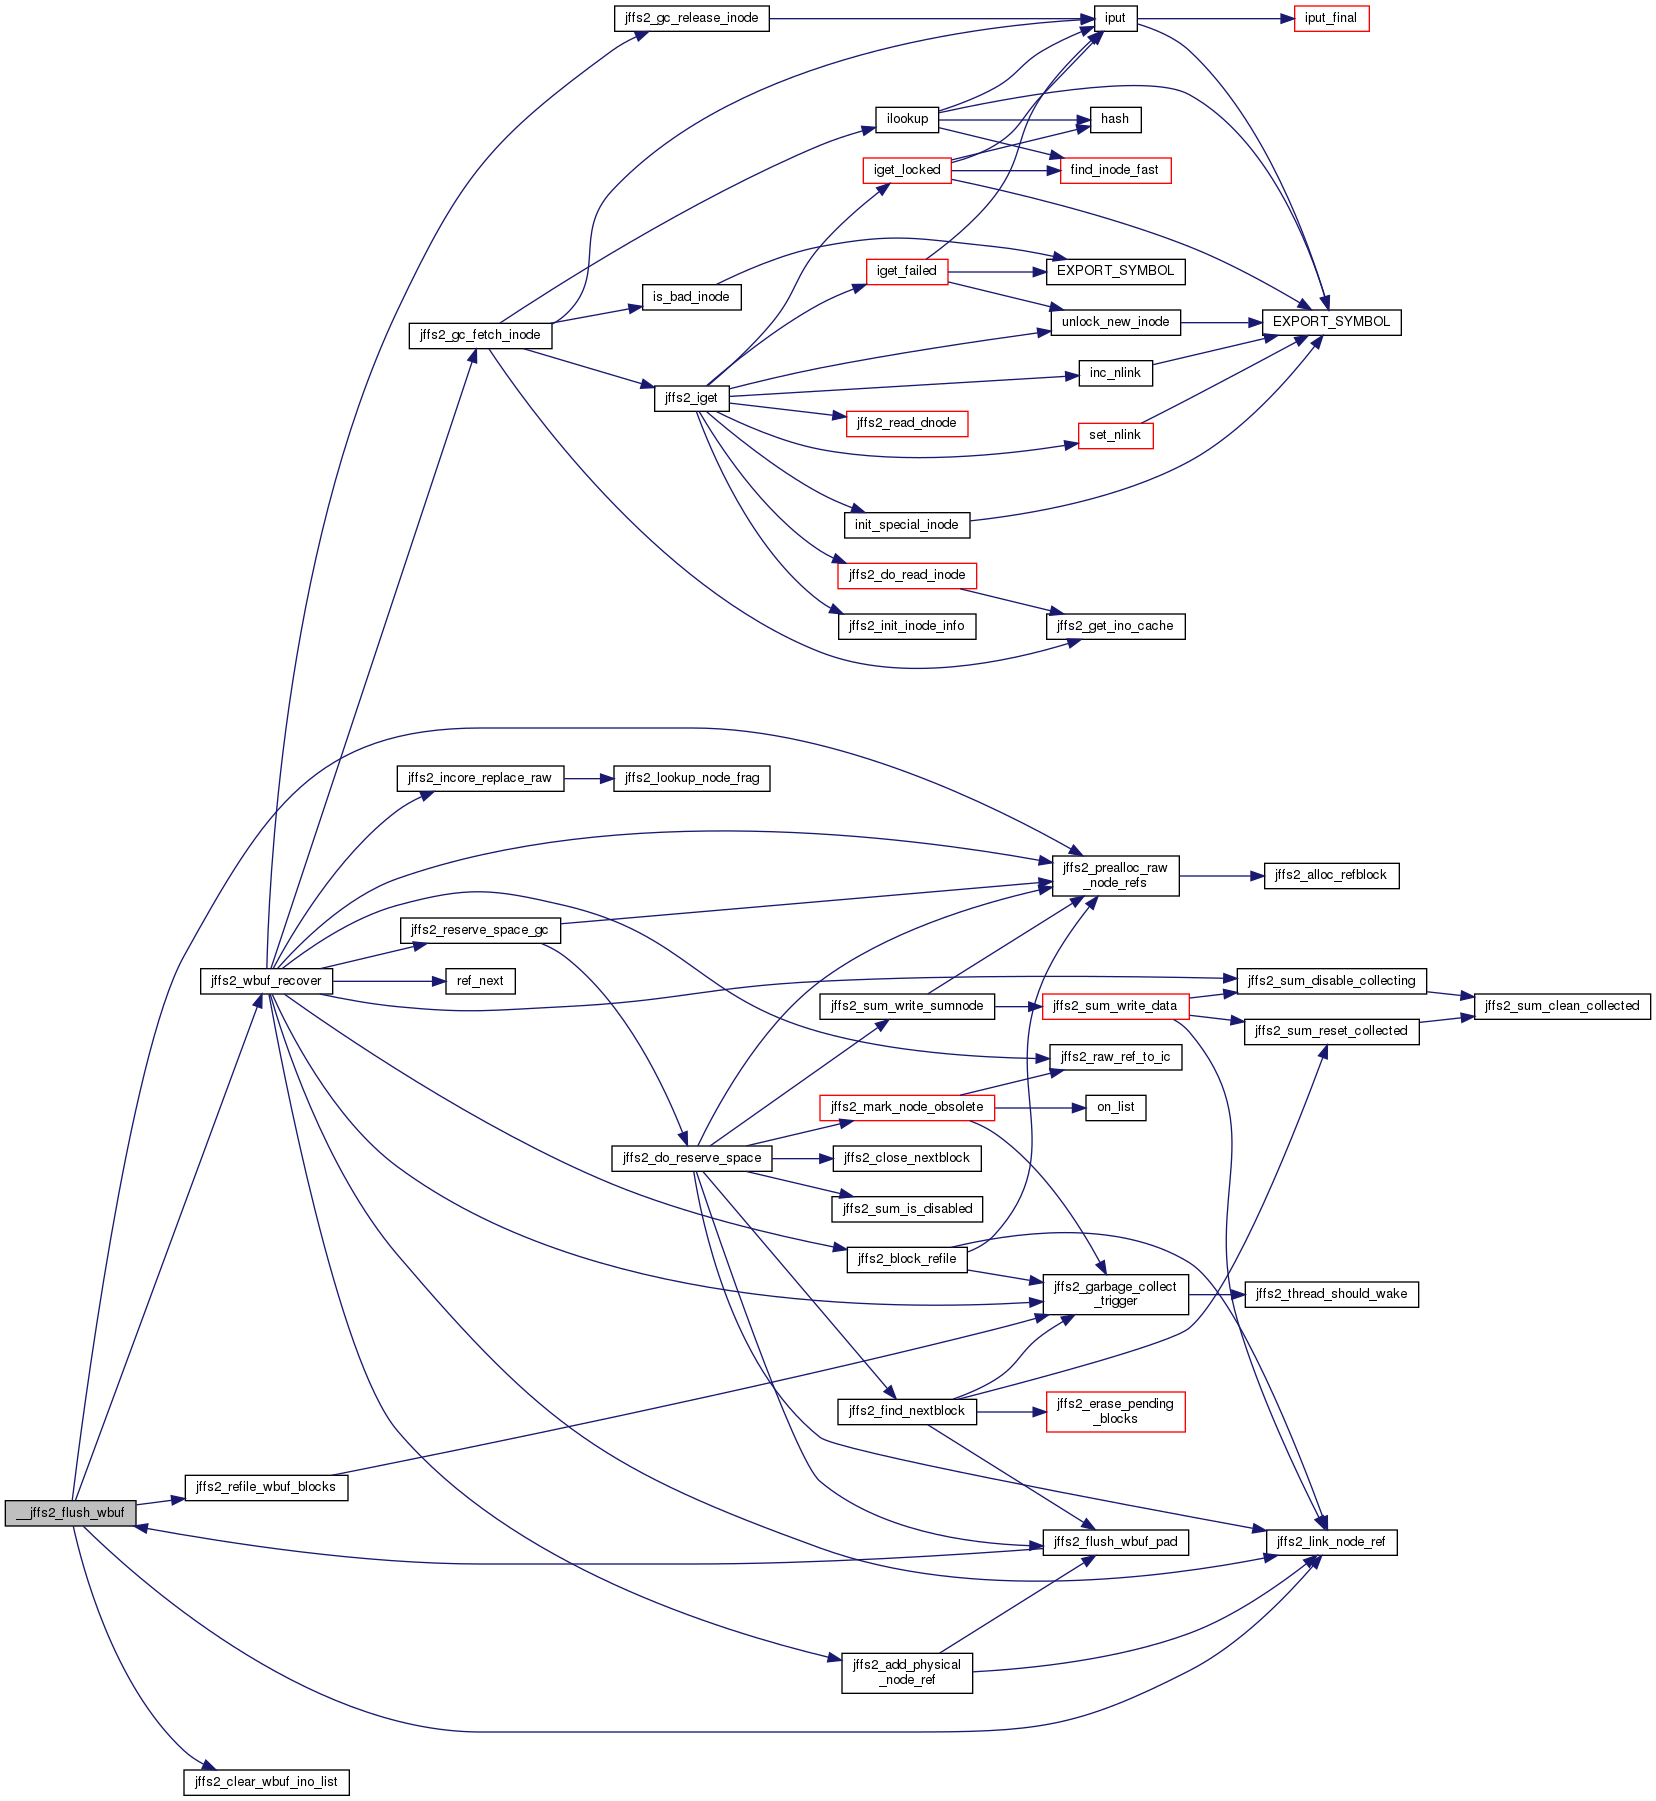 jffs2_gc_release_inode
iput
iput_final
ilookup
hash
iget_locked
find_inode_fast
iget_failed
EXPORT_SYMBOL
is_bad_inode
unlock_new_inode
EXPORT_SYMBOL
jffs2_gc_fetch_inode
inc_nlink
jffs2_iget
jffs2_read_dnode
set_nlink
init_special_inode
jffs2_do_read_inode
jffs2_init_inode_info
jffs2_get_ino_cache
jffs2_incore_replace_raw
jffs2_lookup_node_frag
jffs2_prealloc_raw
_node_refs
jffs2_alloc_refblock
jffs2_reserve_space_gc
jffs2_wbuf_recover
ref_next
jffs2_sum_disable_collecting
jffs2_sum_write_sumnode
jffs2_sum_write_data
jffs2_sum_clean_collected
jffs2_sum_reset_collected
jffs2_raw_ref_to_ic
jffs2_mark_node_obsolete
on_list
jffs2_do_reserve_space
jffs2_close_nextblock
jffs2_sum_is_disabled
jffs2_block_refile
jffs2_garbage_collect
_trigger
jffs2_thread_should_wake
jffs2_find_nextblock
jffs2_erase_pending
_blocks
jffs2_refile_wbuf_blocks
__jffs2_flush_wbuf
jffs2_flush_wbuf_pad
jffs2_link_node_ref
jffs2_add_physical
_node_ref
jffs2_clear_wbuf_ino_list